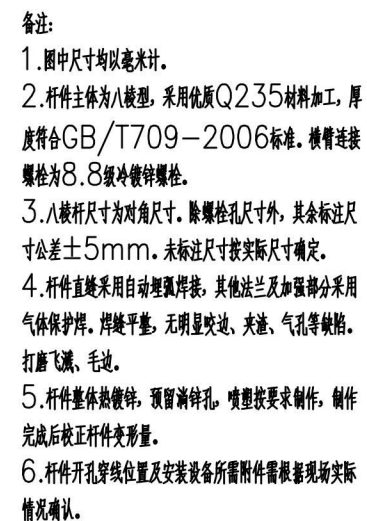 备注:
1.图中尺寸均以毫米计。
2.杆件主体为八棱型，采用优质Q235材料加工，厚
度符合GB/T709-2006标准。横臂连接
螺栓为8.8级冷镀锌螺栓。
3.八棱杆尺寸为对角尺寸。除螺栓孔尺寸外，其余标注尺
寸公差±5mm。未标注尺寸按实际尺寸确定。
4.杆件直缝采用自动埋弧焊接，其他法兰及加强部分采用
气体保护焊。焊缝平整，无明显咬边、夹渣、气孔等缺陷。
打磨飞溅、毛边。
5.杆件整体热镀锌，预留淌锌孔，喷塑按要求制作，制作
完成后校正杆件变形量。
6.杆件开孔穿线位置及安装设备所需附件需根据现场实际
情况确认。